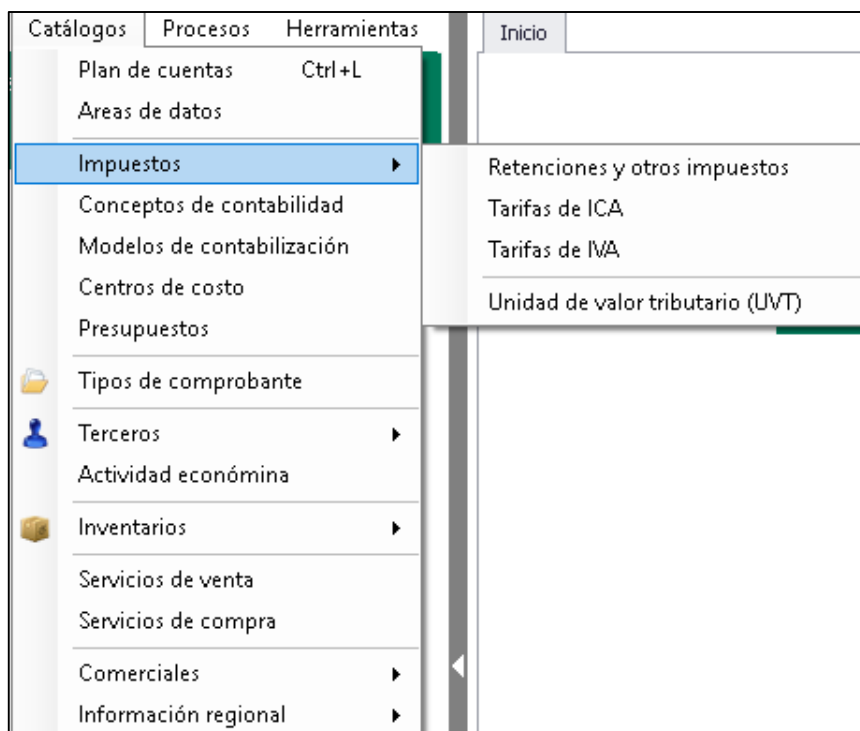 Catálogos Procesos Herramientas Inicio
Plan de cuentas Ctrl+L
Areas de datos
Impuestos
Retenciones y otros impuestos
Tarifas de ICA
Tarifas de IVA
Unidad de valor tributario (UVT)
Conceptos de contabilidad
Modelos de contabilización
Centros de costo
Presupuestos
Tipos de comprobante
Terceros
Actividad económina
Inventarios
Servicios de venta
Servicios de compra
Comerciales
Información regional